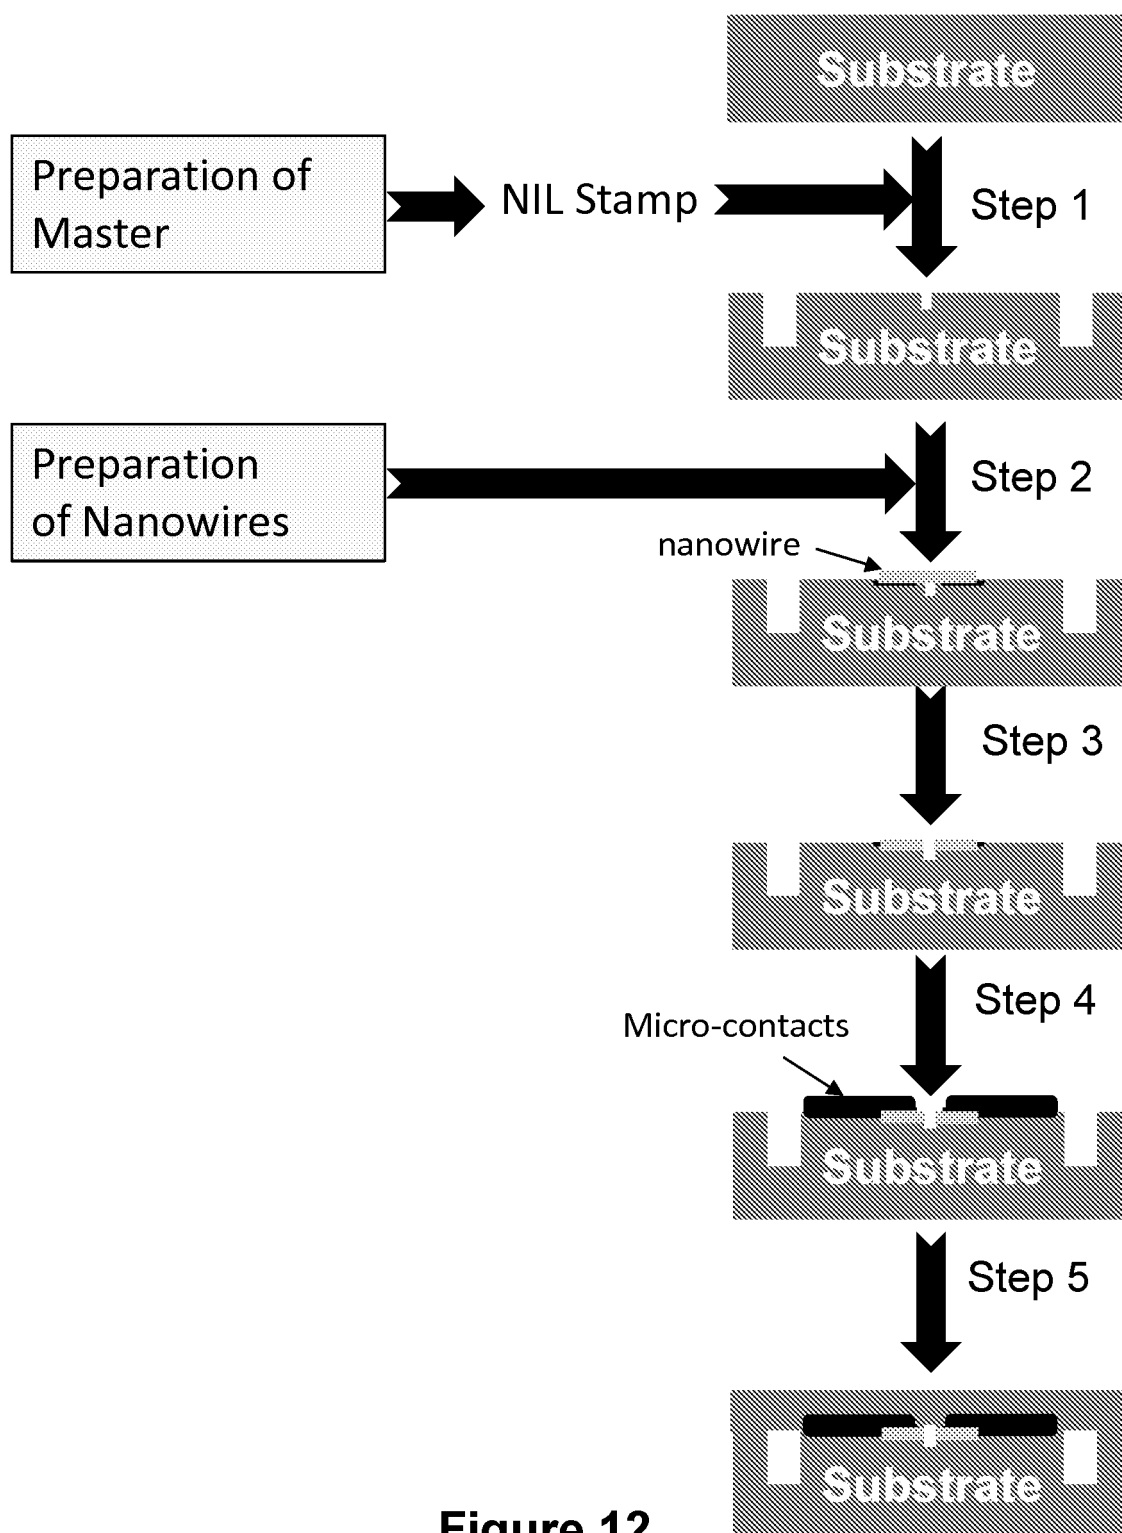 Substrate
Preparation of
Master
NIL Stamp
Step 1
Substrate
Preparation
of Nanowires
Step 2
nanowire
Substrate
Step 3
Substrate
Step 4
Micro-contacts
Substrate
Step 5
Substrate
Figure 12